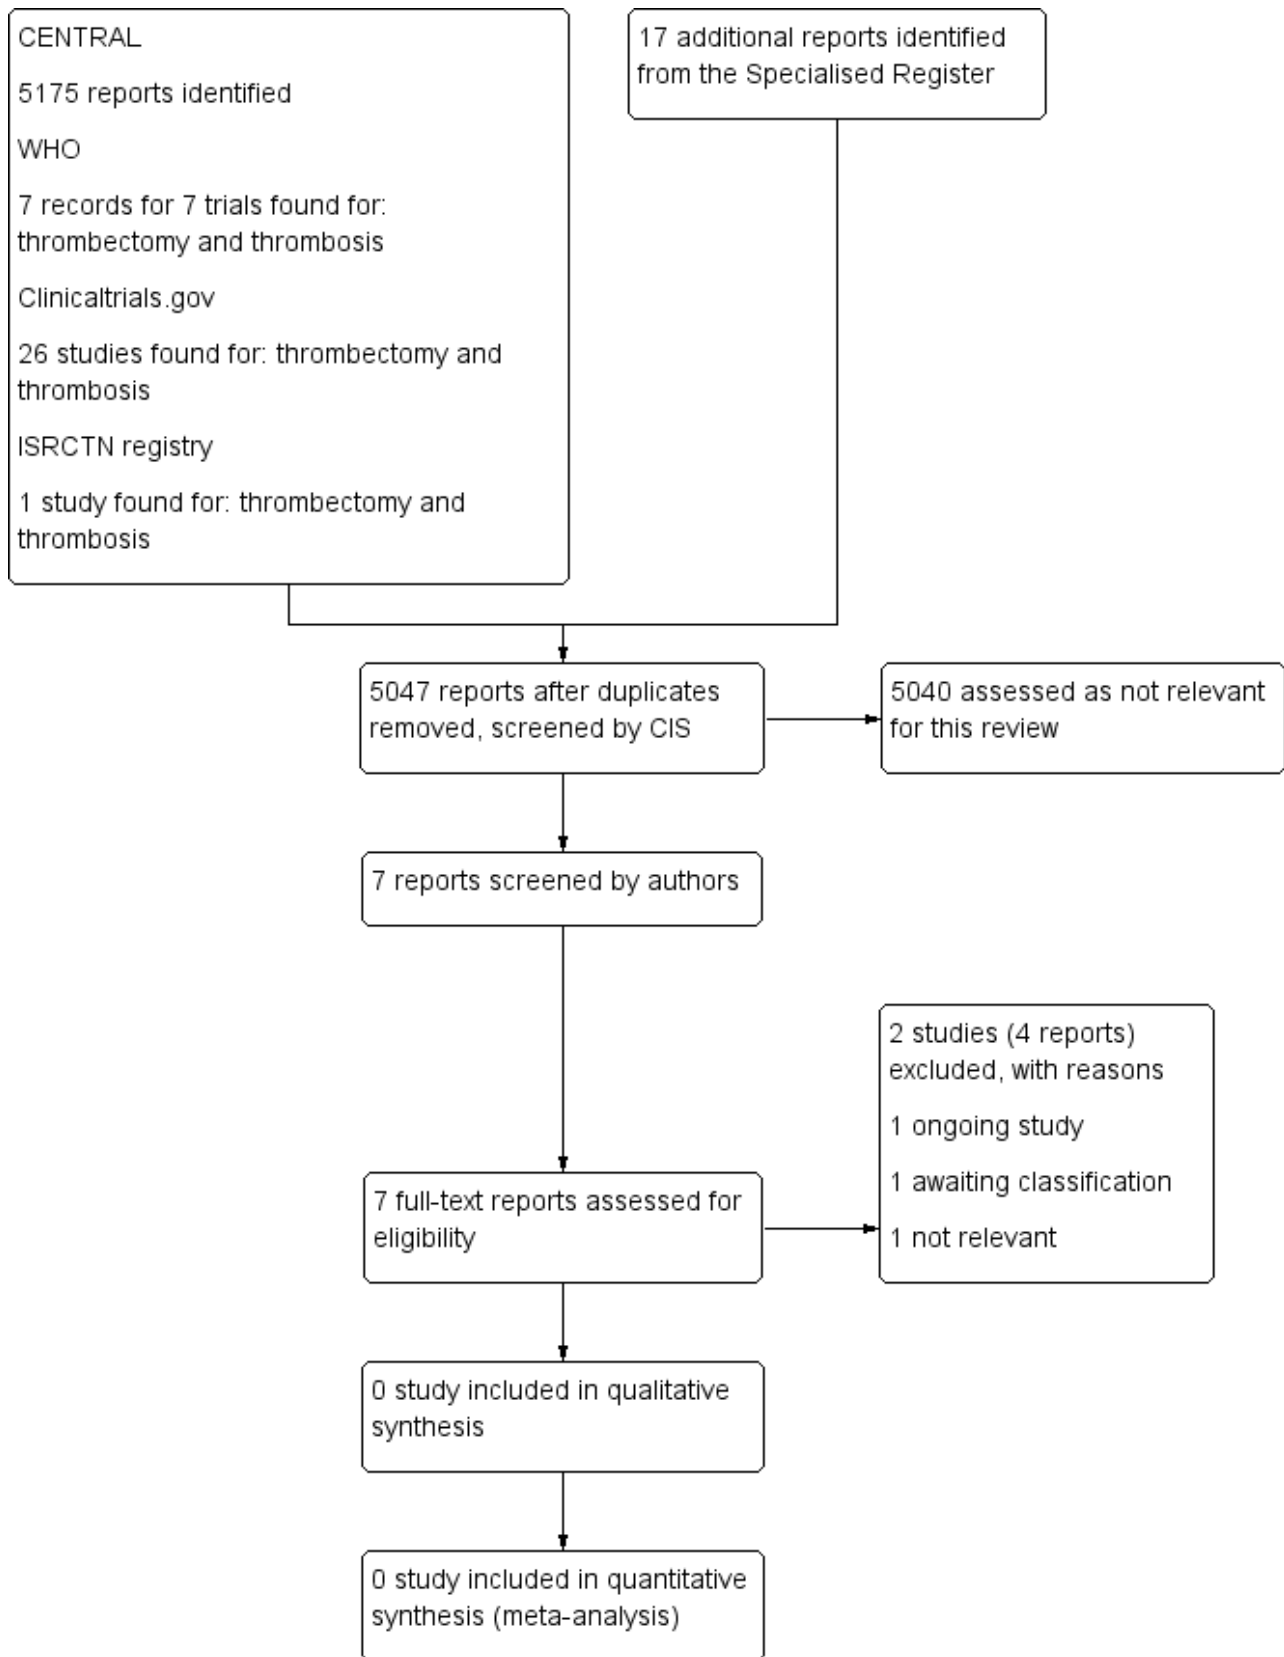 CENTRAL
5175 reports identified
WHO
7 records for 7 trials found for:
thrombectomy and thrombosis
Clinicaltrials.gov
26 studies found for: thrombectomy and
thrombosis
ISRCTN registry
1 study found for: thrombectomy and
thrombosis
17 additional reports identified
from the Specialised Register
5047 reports after duplicates
removed, screened by CIS
5040 assessed as not relevant
for this review
7 reports screened by authors
2 studies (4 reports)
excluded, with reasons
1 ongoing study
1 awaiting classification
1 not relevant
7 full-text reports assessed for
eligibility
0 study included in qualitative
synthesis
0 study included in quantitative
synthesis (meta-analysis)